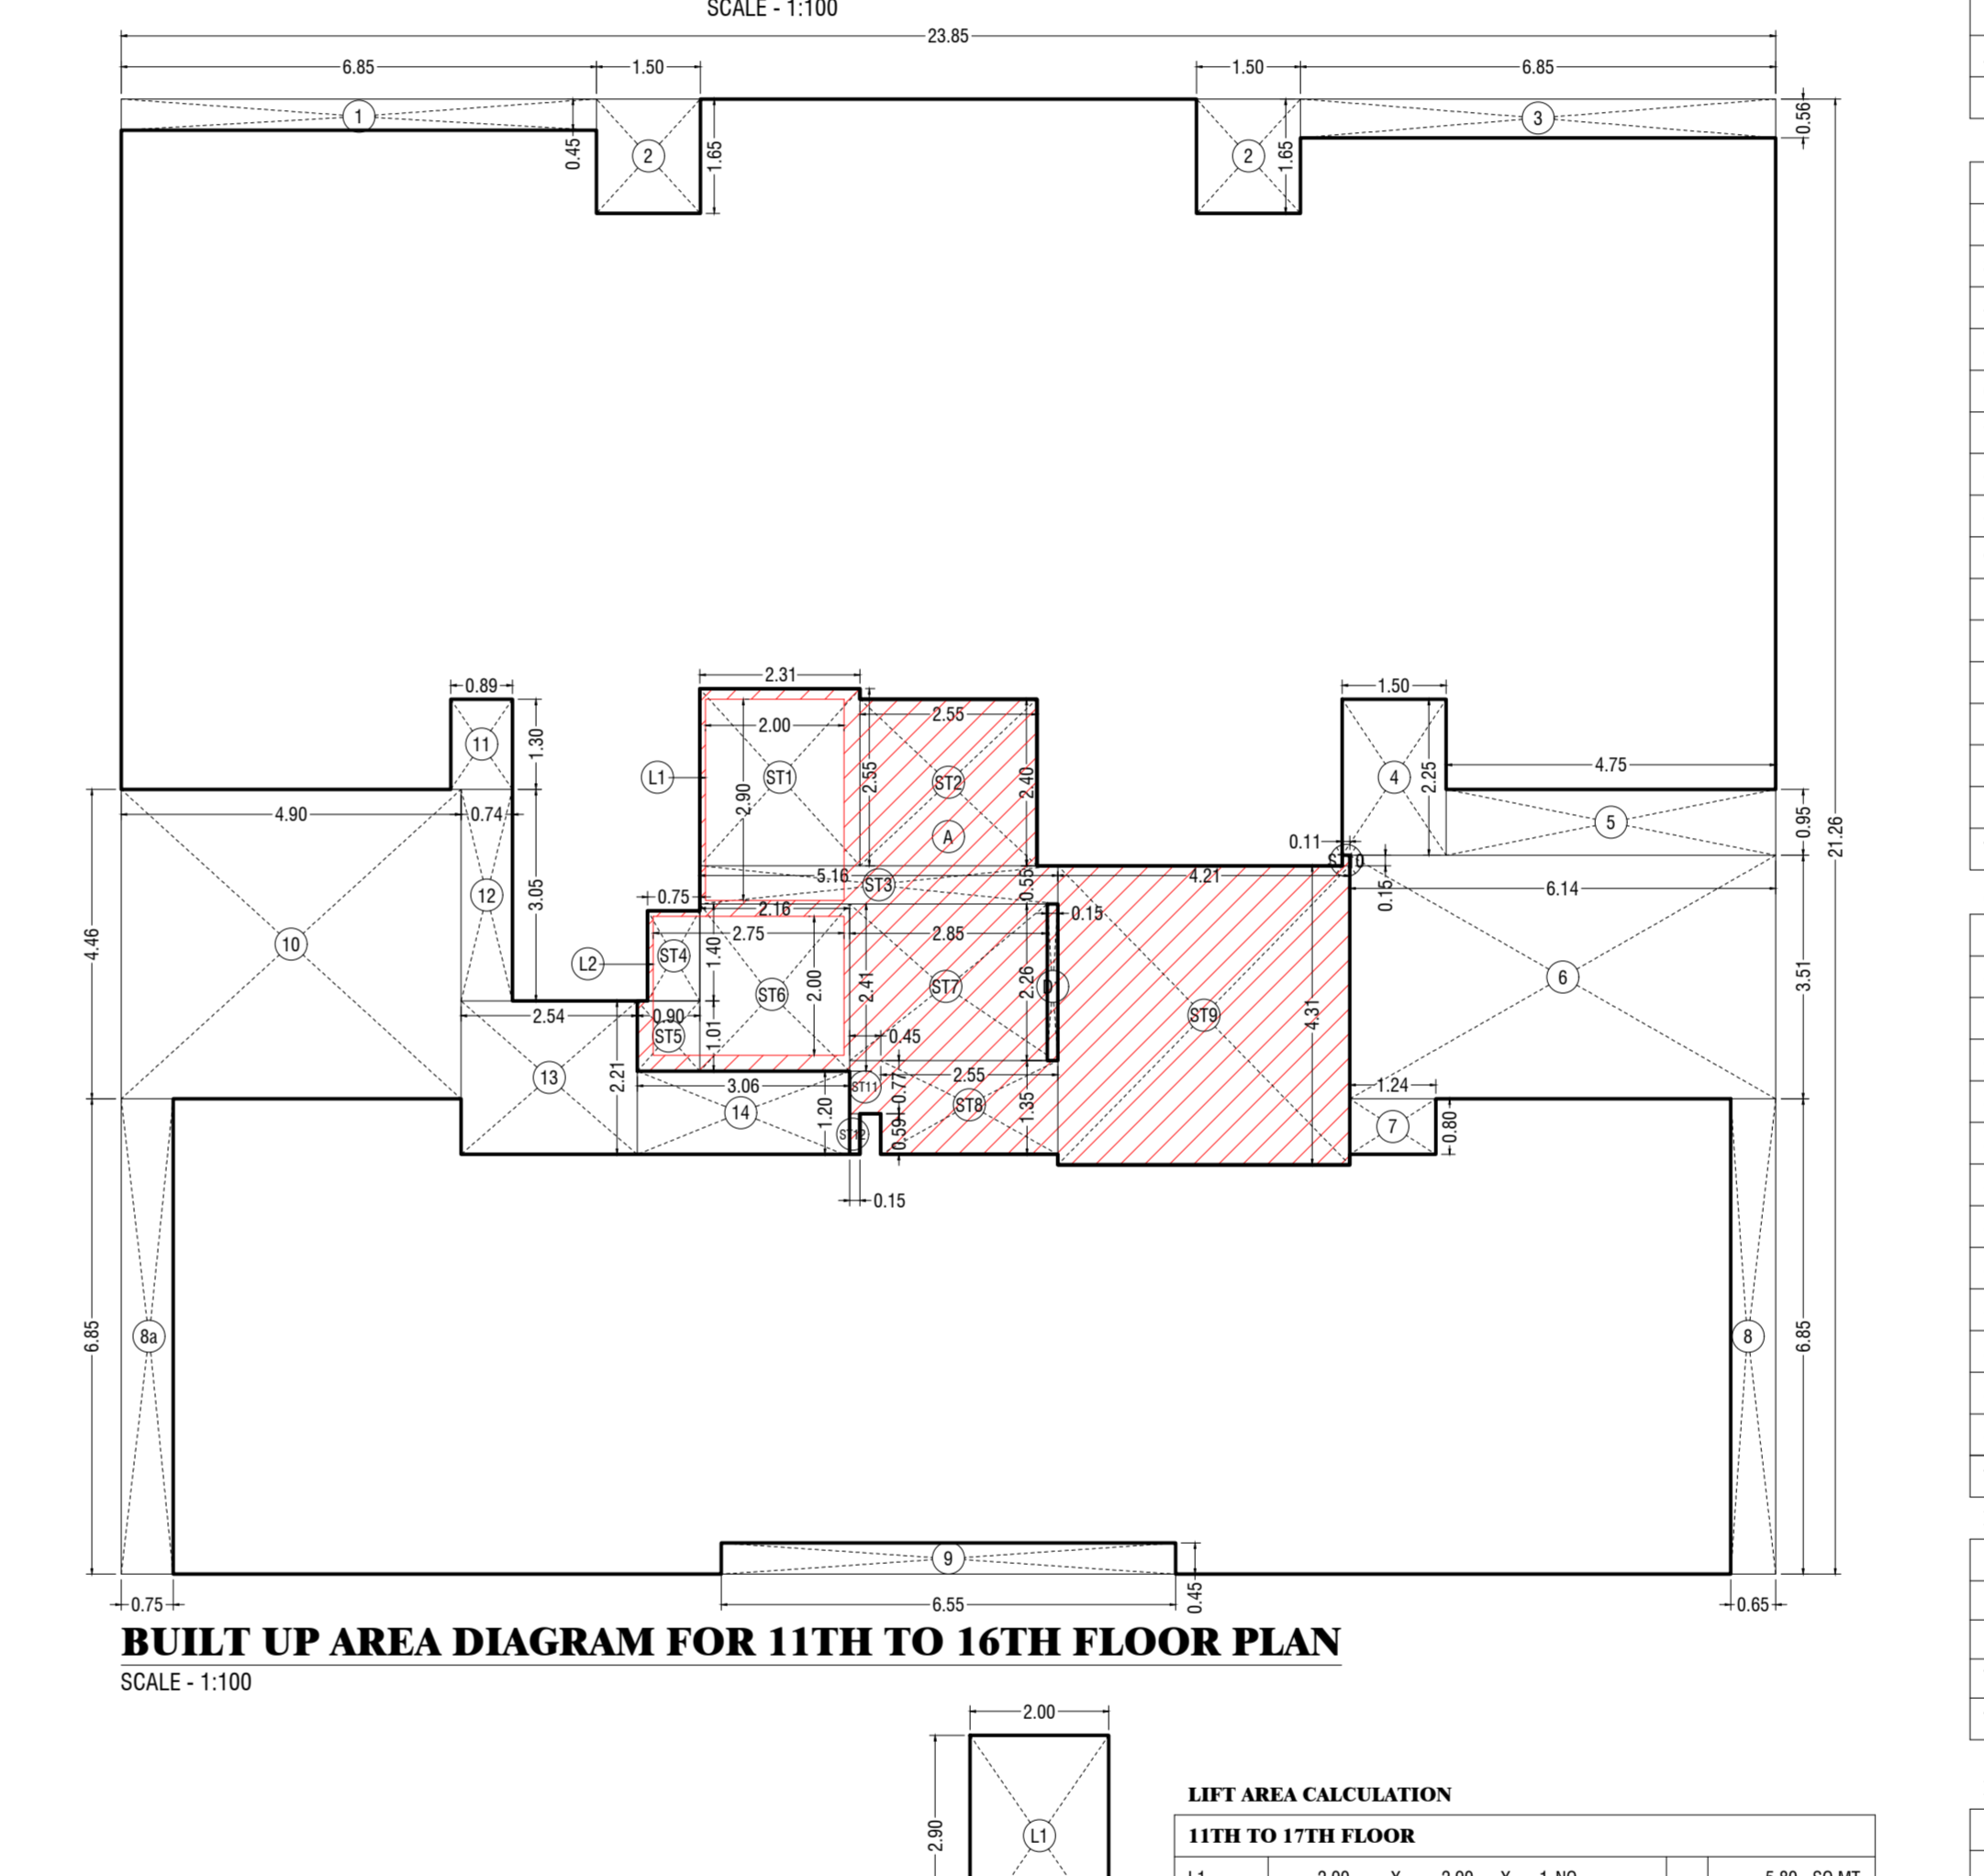 SCALE - 1:100
23.85
6.85 1.50 1.50 6.85
1 0.45 2 1.65 2 1.65 3 0.56
2.31
0.89 1.50
11 1.30 2.00 2.55 4 2.25 4.75
L1 ST1 2.90 2.55 ST2 2.40
4.90 0.74 A 5 0.95 21.26
0.11
5.16 ST3 0.55 4.21 0.15 6.14
12 3.05 0.75 2.16 0.15
4.46 10 2.75 2.85
L2 ST4 1.40 ST6 2.00 2.41 ST7 2.26 D ST9 4.31 6 3.51
2.54 0.90
ST5 1.01 0.45
13 2.21 3.06 ST11 0.77 2.55 1.24
14 1.20 ST12 0.59 ST8 1.35 7 0.80
0.15
6.85 8a 8 6.85
9 0.45
0.75 6.55 0.65
BUILT UP AREA DIAGRAM FOR 11TH TO 16TH FLOOR PLAN
SCALE - 1:100
2.00
2.90 L1
LIFT AREA CALCULATION
11TH TO 17TH FLOOR